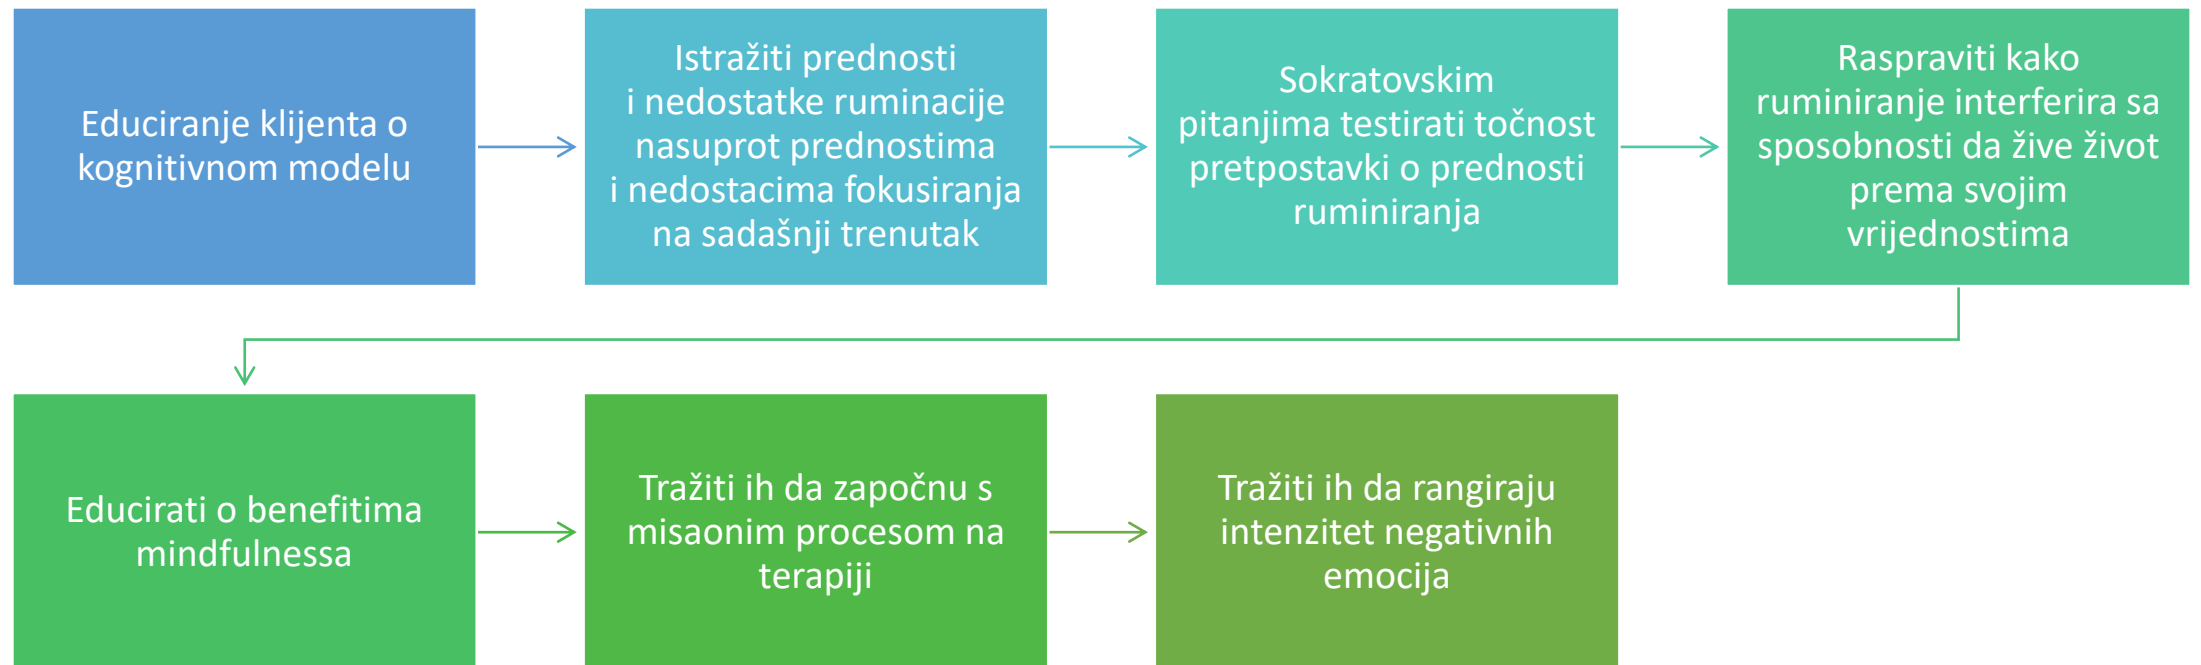 Educiranje klijenta o
kognitivnom modelu
Istražiti prednosti
i nedostatke ruminacije
nasuprot prednostima
i nedostacima fokusiranja
na sadašnji trenutak
Sokratovskim
pitanjima testirati točnost
pretpostavki o prednosti
ruminiranja
Raspraviti kako
ruminiranje interferira sa
sposobnosti da žive život
prema svojim
vrijednostima
Educirati o benefitima
mindfulnessa
Tražiti ih da započnu s
misaonim procesom na
terapiji
Tražiti ih da rangiraju
intenzitet negativnih
emocija